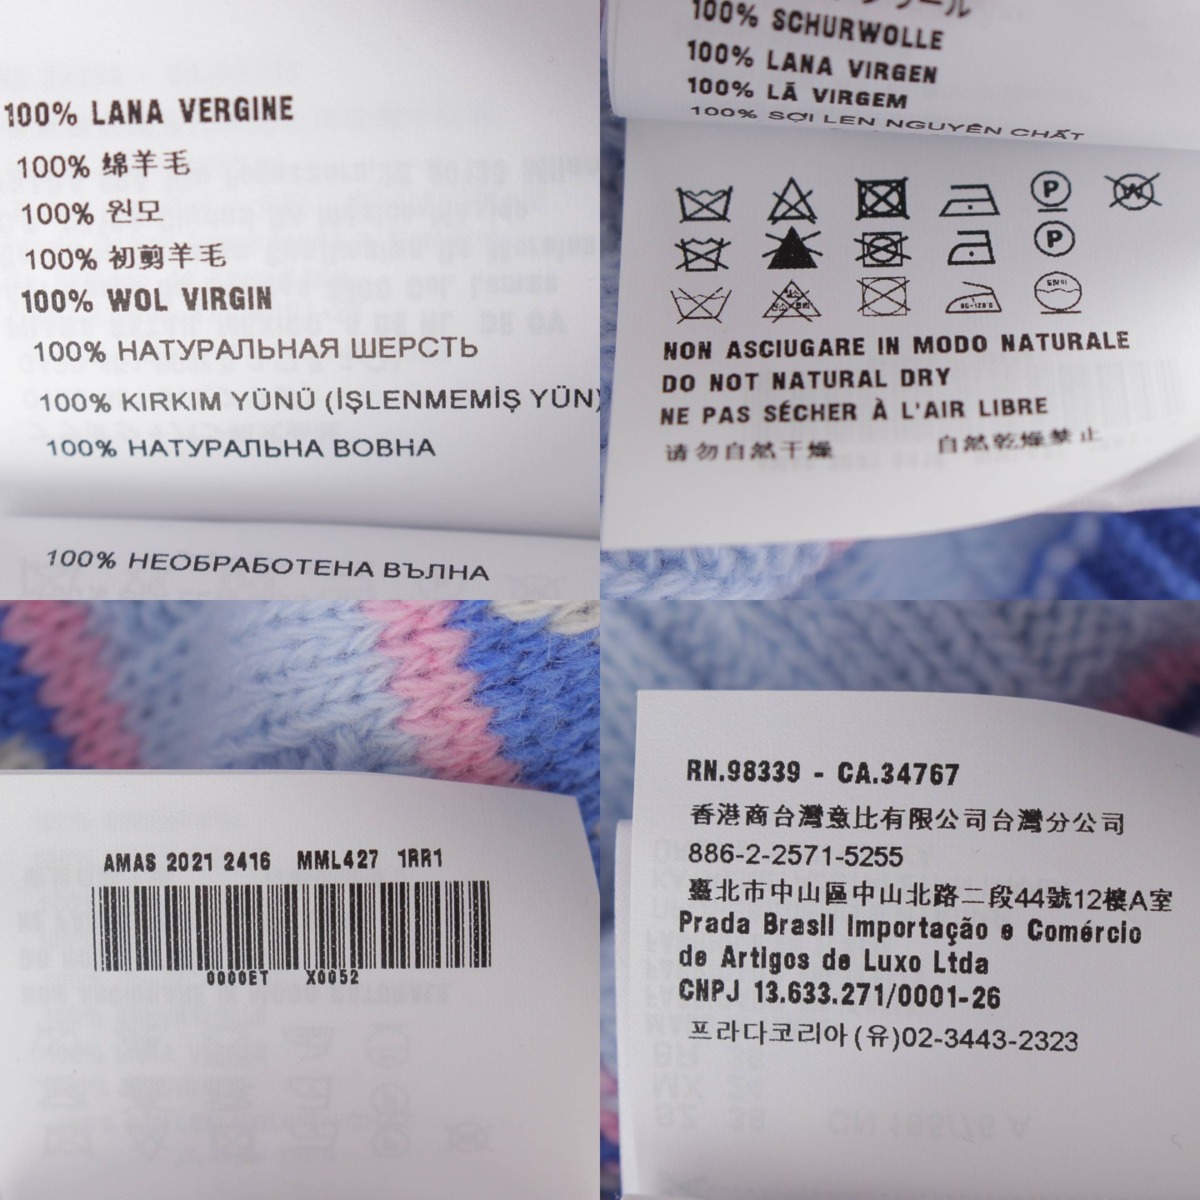 100% LANA VERGINE
100% 绵羊毛
100% 원모
100% 初剪羊毛
100% WOL VIRGIN
100% НАТУРАЛЬНАЯ ШЕРСТЬ
100% KIRKIM YÜNÜ (İŞLENMEMİŞ YÜN)
100% НАТУРАЛЬНА ВОВНА
100% НЕОБРАБОТЕНА ВЪЛНА
100% SCHURWOLLE
100% LANA VIRGEN
100% LÃ VIRGEM
100% SỢI LEN NGUYÊN CHẤT
P
W
P
NON ASCIUGARE IN MODO NATURALE
DO NOT NATURAL DRY
NE PAS SÉCHER À L'AIR LIBRE
请勿自然干燥 自然乾燥禁止
AMAS 2021 2416 MML427 1RR1
0000ET X0052
RN.98339 - CA.34767
香港商台灣意比有限公司台灣分公司
886-2-2571-5255
臺北市中山區中山北路二段44號12樓A室
Prada Brasil Importação e Comércio
de Artigos de Luxo Ltda
CNPJ 13.633.271/0001-26
프라다코리아(유)02-3443-2323